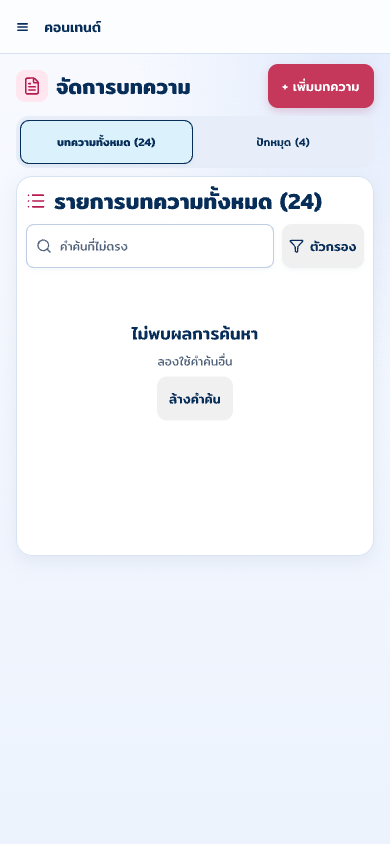 คอนเทนต์
จัดการบทความ
+ เพิ่มบทความ
บทความทั้งหมด (24)
ปักหมุด (4)
รายการบทความทั้งหมด (24)
คำค้นที่ไม่ตรง
ตัวกรอง
ไม่พบผลการค้นหา
ลองใช้คำค้นอื่น
ล้างคำค้น